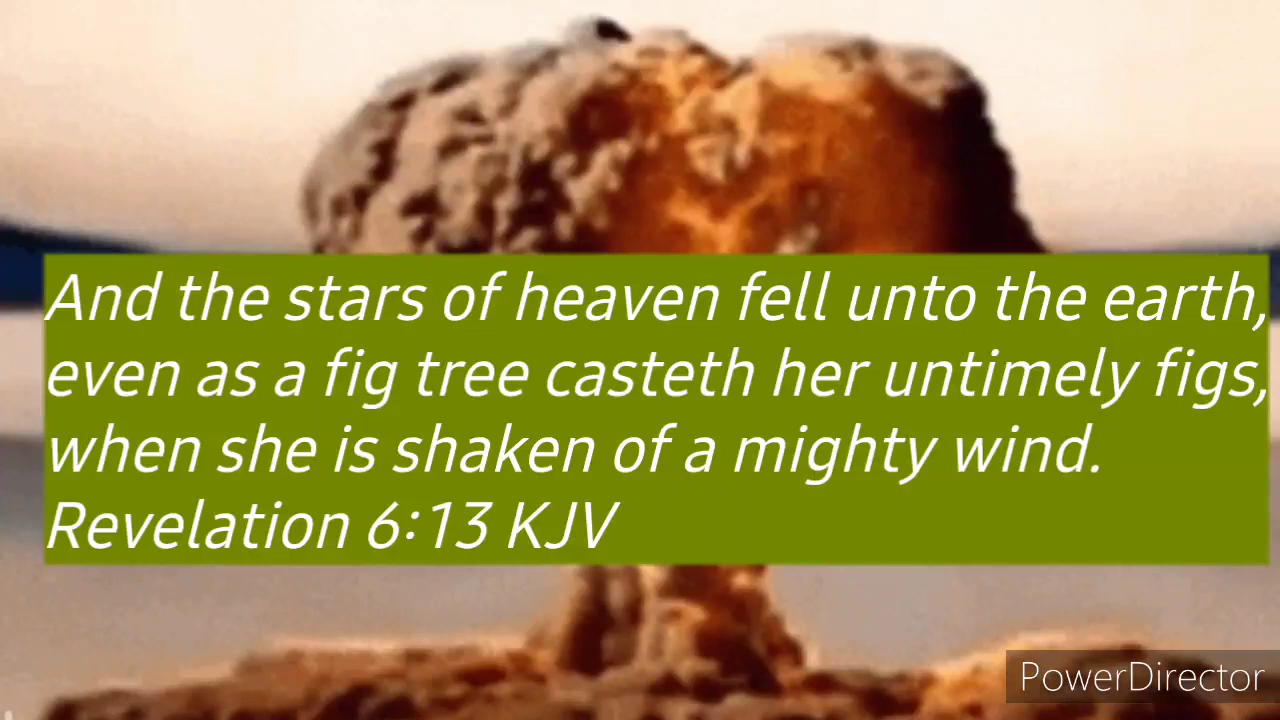 And the stars of heaven fell unto the earth,
even as a fig tree casteth her untimely figs,
when she is shaken of a mighty wind.
Revelation 6:13 KJV
PowerDirector